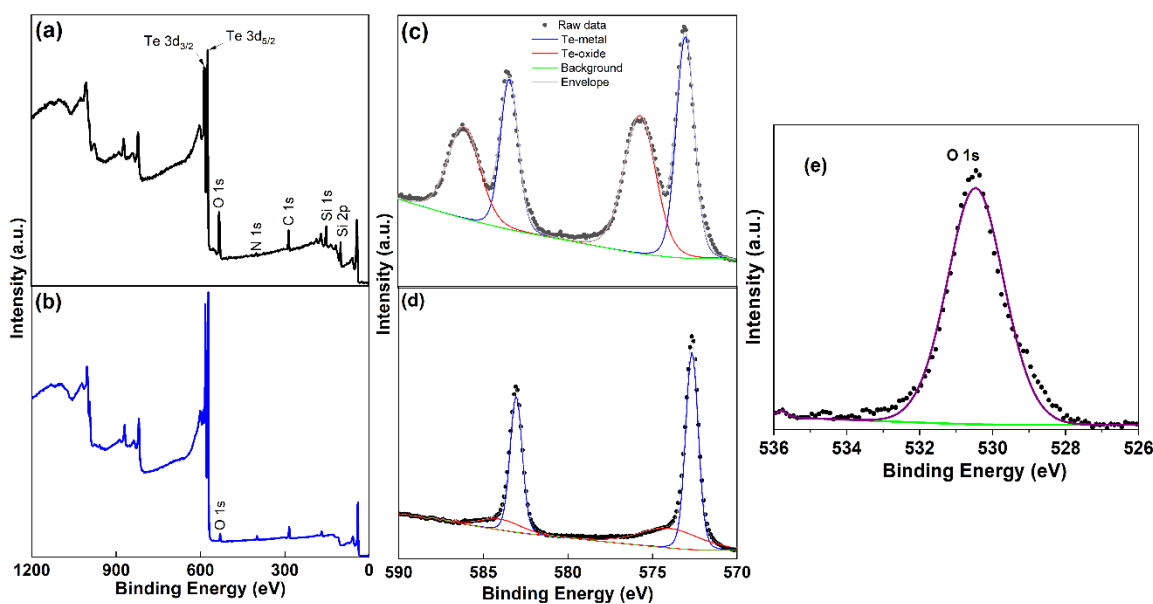 (a)
Te 3d3/2
Te 3d5/2
O 1s
N 1s
C 1s
Si 1s
Si 2p
(b)
O 1s
Intensity (a.u.)
1200 900 600 300 0
Binding Energy (eV)
(c)
Raw data
Te-metal
Te-oxide
Background
Envelope
Intensity (a.u.)
(d)
Intensity (a.u.)
590 585 580 575 570
Binding Energy (eV)
(e)
O 1s
Intensity (a.u.)
536 534 532 530 528 526
Binding Energy (eV)